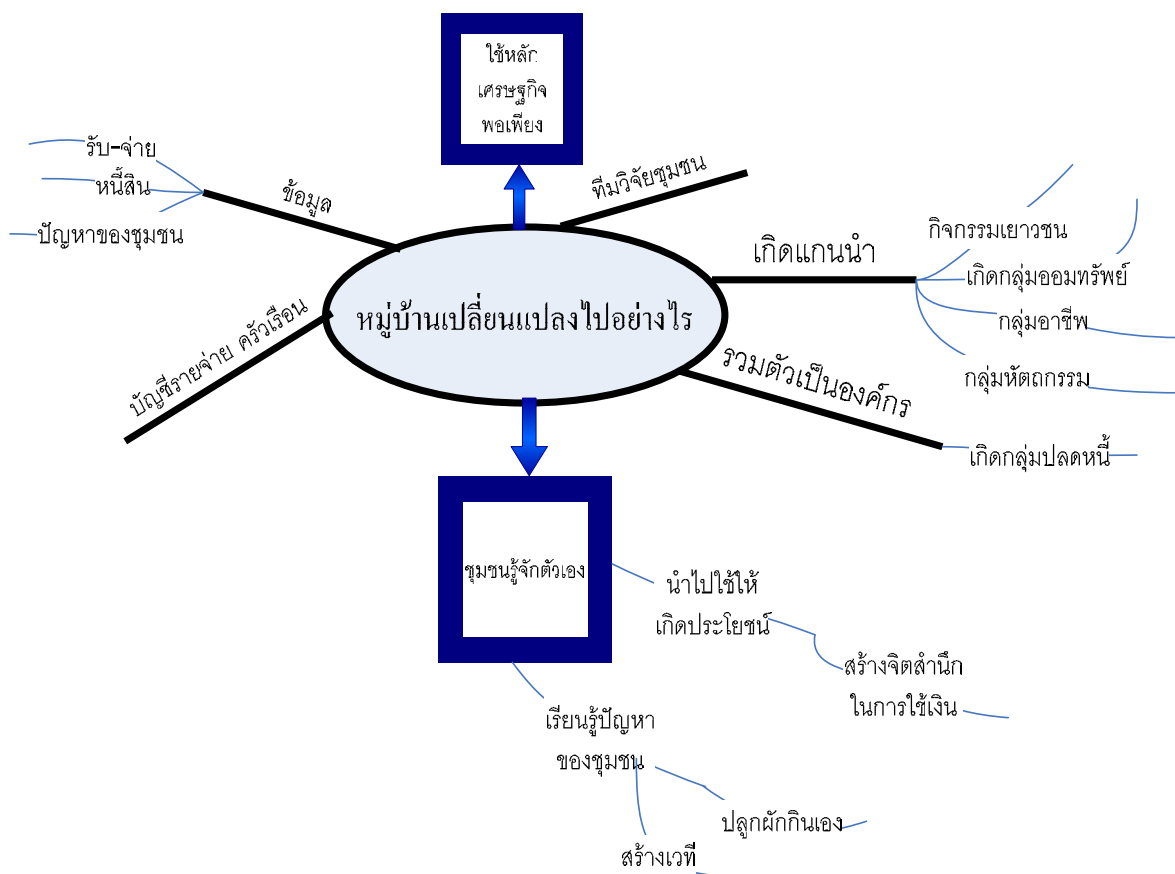 ใช้หลัก
เศรษฐกิจ
พอเพียง
รับ-จ่าย
หนี้สิน
ปัญหาของชุมชน
ข้อมูล
ทีมวิจัยชุมชน
เกิดแกนนำ
กิจกรรมเยาวชน
เกิดกลุ่มออมทรัพย์
กลุ่มอาชีพ
กลุ่มหัตถกรรม
หมู่บ้านเปลี่ยนแปลงไปอย่างไร
บัญชีรายจ่าย ครัวเรือน
รวมตัวเป็นองค์กร
เกิดกลุ่มปลดหนี้
ชุมชนรู้จักตัวเอง
นำไปใช้ให้
เกิดประโยชน์
สร้างจิตสำนึก
ในการใช้เงิน
เรียนรู้ปัญหา
ของชุมชน
ปลูกผักกินเอง
สร้างเวที